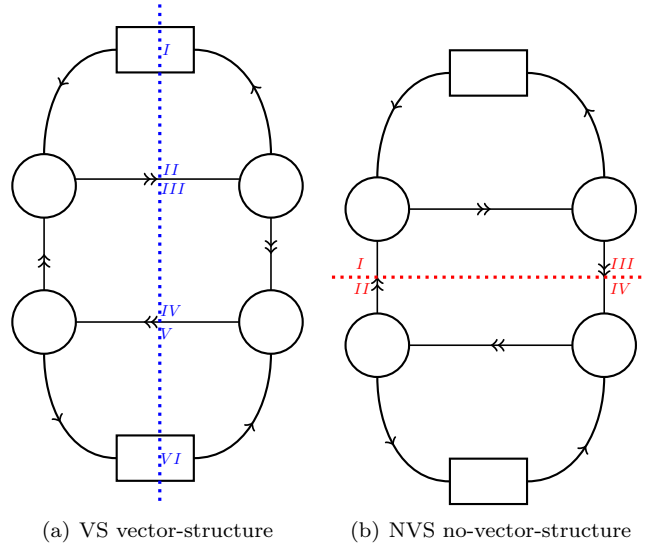 I
II
III
IV
V
VI
I
II
III
IV
(a) VS vector-structure
(b) NVS no-vector-structure